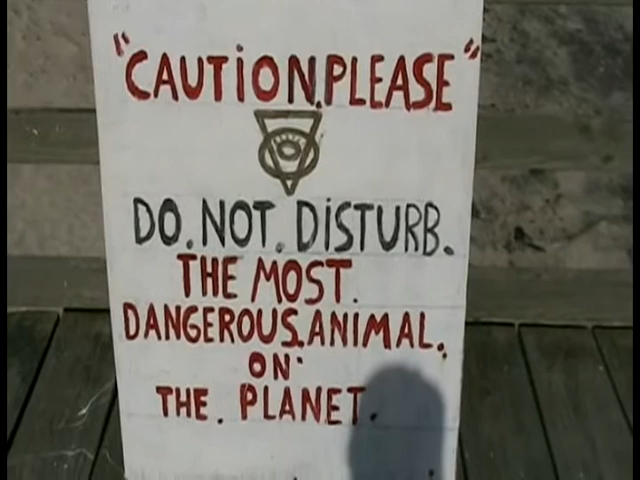 "CAUTiON.PLEASE"
DO.NOT.DiSTURB.
THE MOST.
DANGEROUS.ANIMAL.
ON.
THE. PLANET.